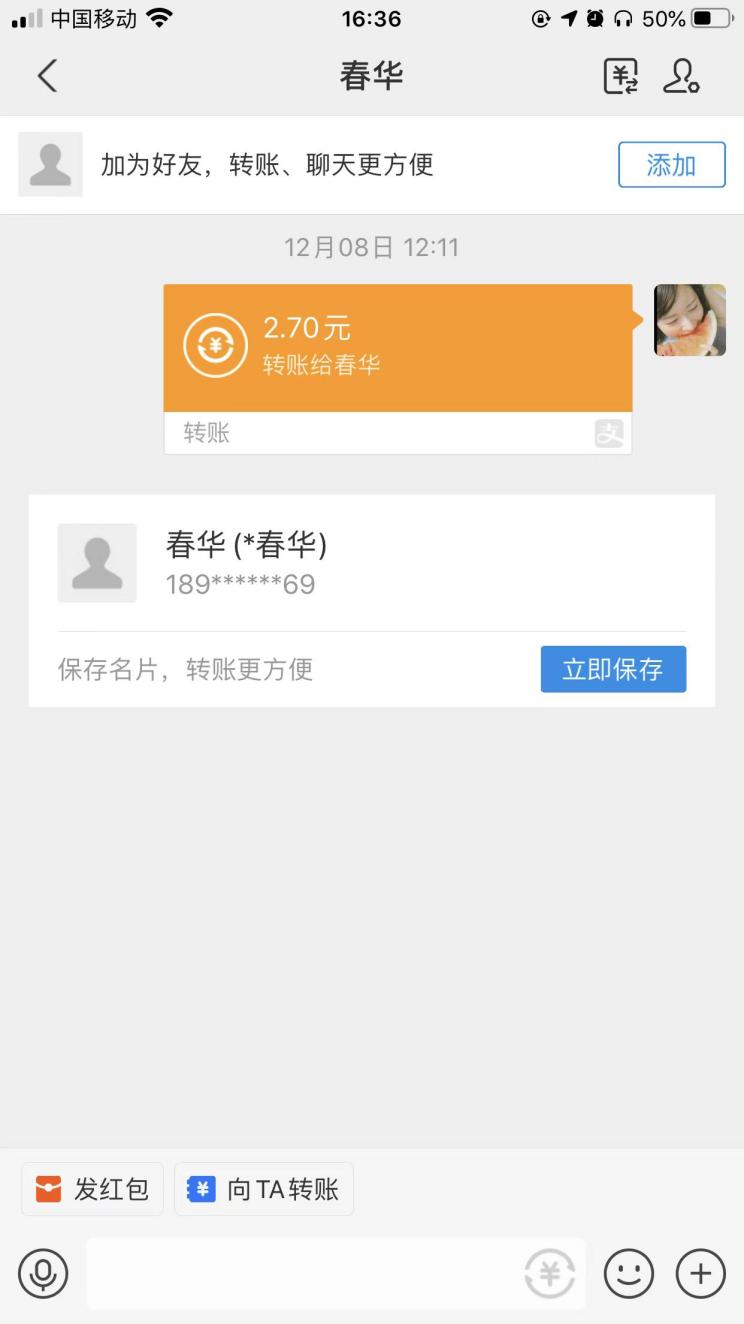 中国移动 16:36 50%
春华
加为好友，转账、聊天更方便 添加
12月08日 12:11
¥ 2.70元
转账给春华
转账 支
春华 (*春华)
189******69
保存名片，转账更方便 立即保存
发红包 ¥ 向TA转账
¥